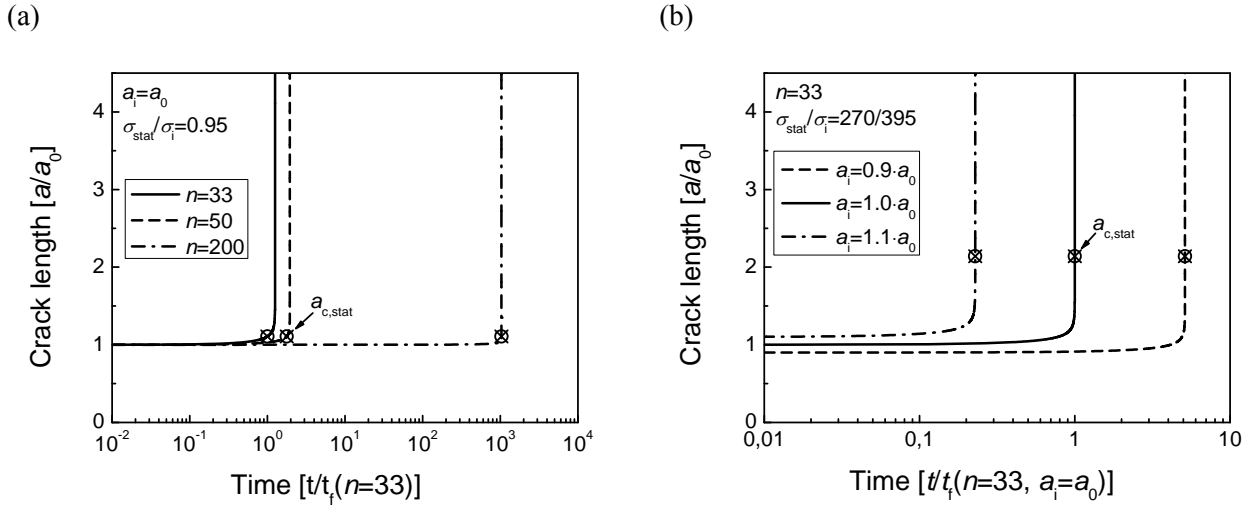 (a)
(b)
a_i=a_0
σ_stat/σ_i=0.95
n=33
n=50
n=200
a_c,stat
Crack length [a/a_0]
4
3
2
1
0
10^-2
10^-1
10^0
10^1
10^2
10^3
10^4
Time [t/t_f(n=33)]
n=33
σ_stat/σ_i=270/395
a_i=0.9·a_0
a_i=1.0·a_0
a_i=1.1·a_0
a_c,stat
Crack length [a/a_0]
4
3
2
1
0
0,01
0,1
1
10
Time [t/t_f(n=33, a_i=a_0)]